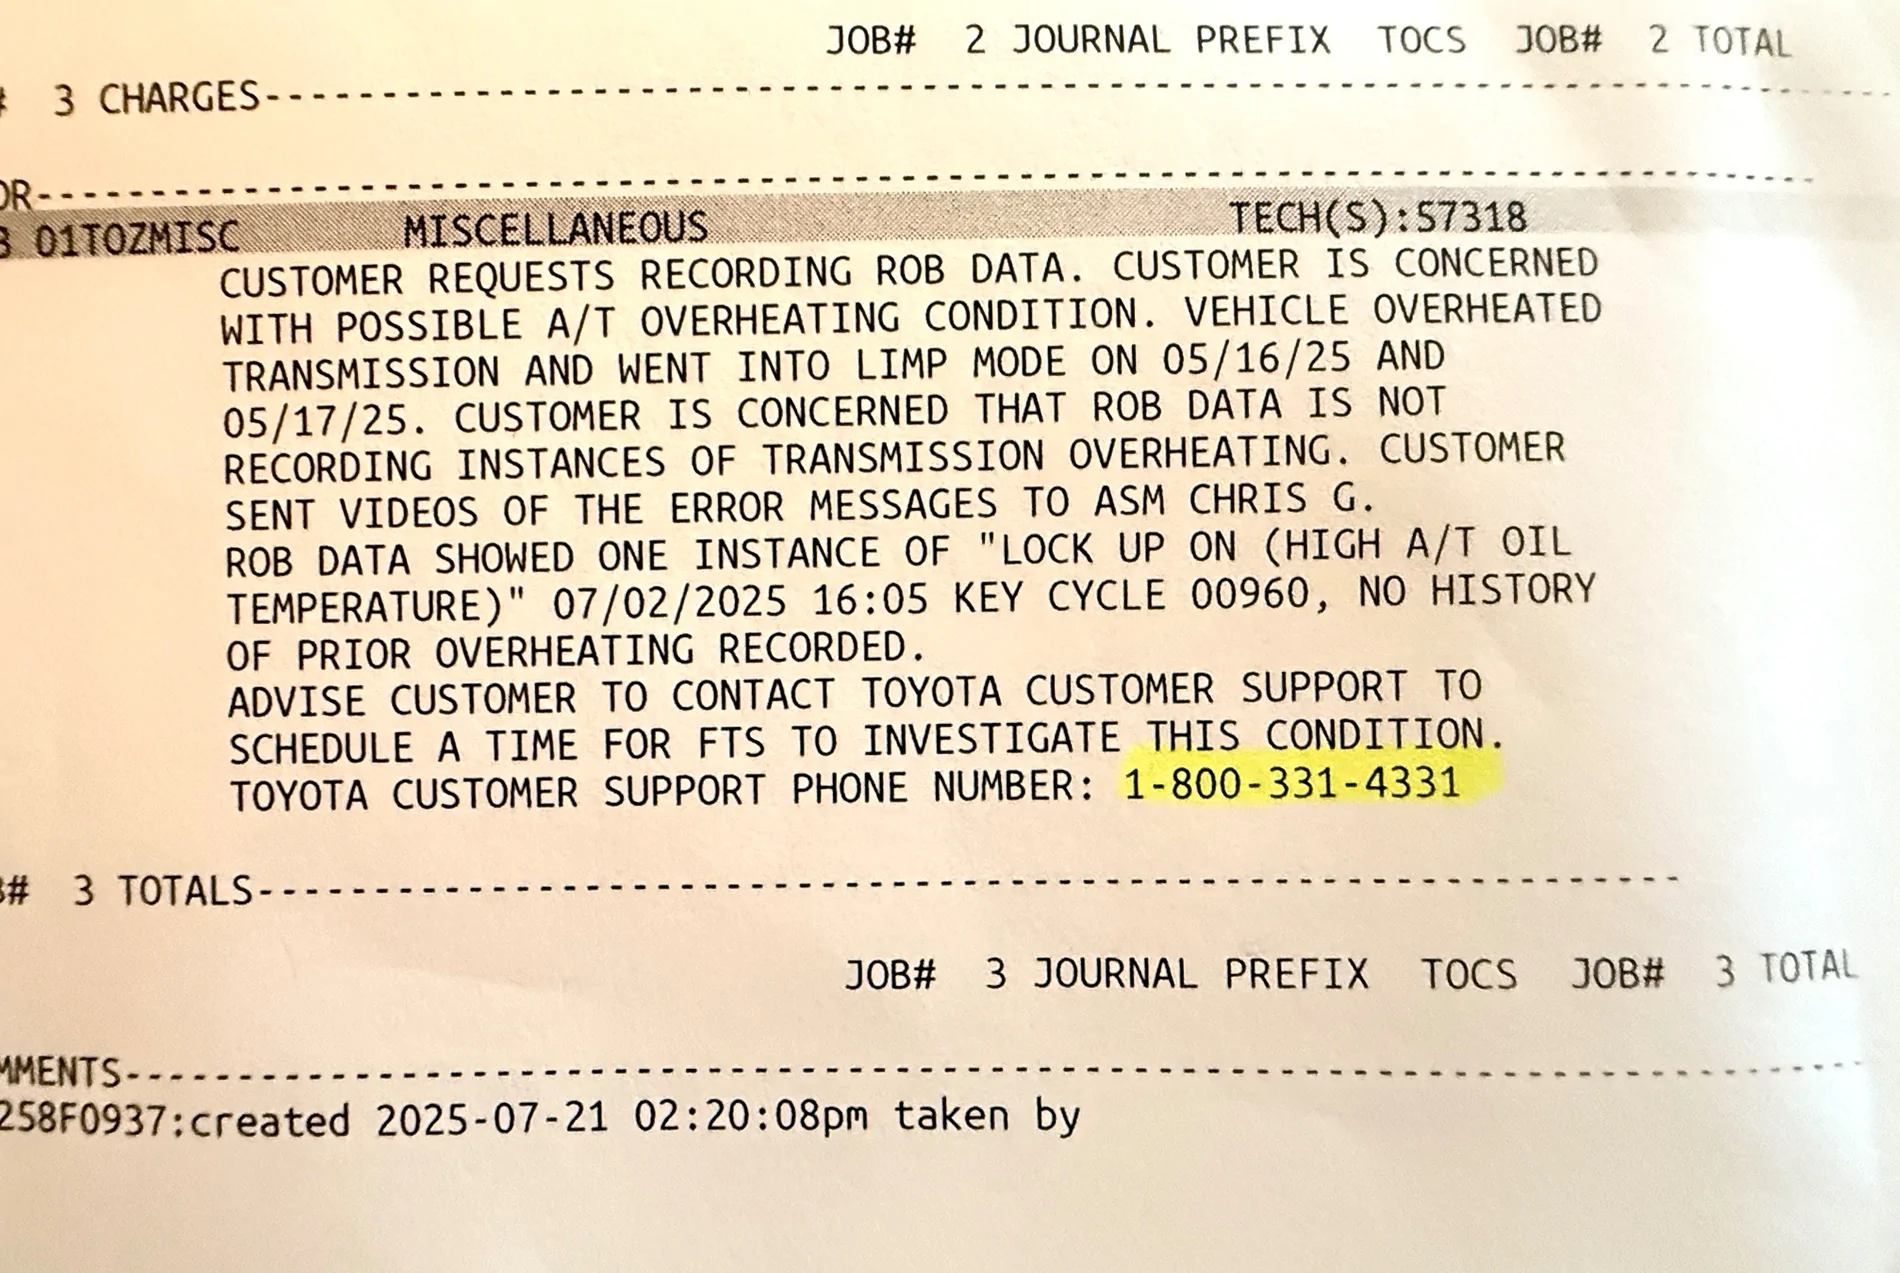 JOB# 2 JOURNAL PREFIX TOCS JOB# 2 TOTAL
# 3 CHARGES--------------------------------------------------------------
OR--------------------------------------------------------------
3 01TOZMISC MISCELLANEOUS TECH(S):57318
CUSTOMER REQUESTS RECORDING ROB DATA. CUSTOMER IS CONCERNED
WITH POSSIBLE A/T OVERHEATING CONDITION. VEHICLE OVERHEATED
TRANSMISSION AND WENT INTO LIMP MODE ON 05/16/25 AND
05/17/25. CUSTOMER IS CONCERNED THAT ROB DATA IS NOT
RECORDING INSTANCES OF TRANSMISSION OVERHEATING. CUSTOMER
SENT VIDEOS OF THE ERROR MESSAGES TO ASM CHRIS G.
ROB DATA SHOWED ONE INSTANCE OF "LOCK UP ON (HIGH A/T OIL
TEMPERATURE)" 07/02/2025 16:05 KEY CYCLE 00960, NO HISTORY
OF PRIOR OVERHEATING RECORDED.
ADVISE CUSTOMER TO CONTACT TOYOTA CUSTOMER SUPPORT TO
SCHEDULE A TIME FOR FTS TO INVESTIGATE THIS CONDITION.
TOYOTA CUSTOMER SUPPORT PHONE NUMBER: 1-800-331-4331
B# 3 TOTALS--------------------------------------------------------------
JOB# 3 JOURNAL PREFIX TOCS JOB# 3 TOTAL
MMENTS--------------------------------------------------------------
258F0937:created 2025-07-21 02:20:08pm taken by